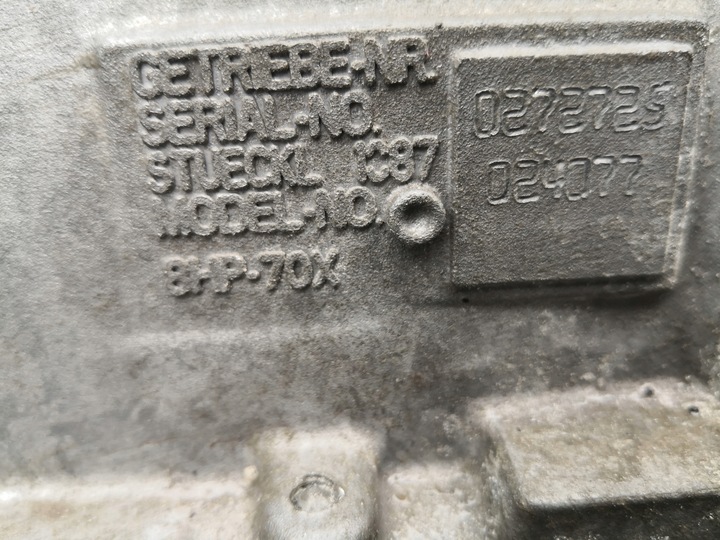 GETRIEBE-NR.
SERIAL-NO.
STUECKL. 1087
MODEL-NO.
8HP-70X
0272725
024077